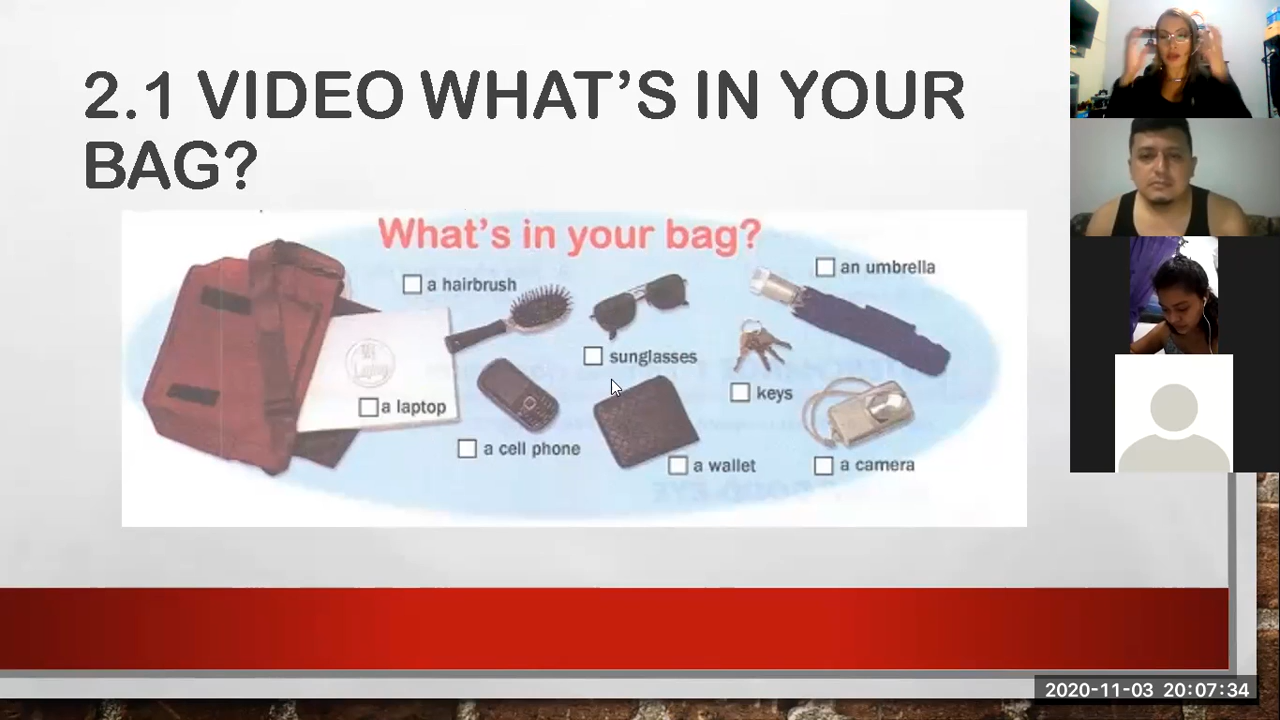 2.1 VIDEO WHAT'S IN YOUR
BAG?
What's in your bag?
a hairbrush
an umbrella
sunglasses
keys
a laptop
a cell phone
a wallet
a camera
2020-11-03 20:07:34